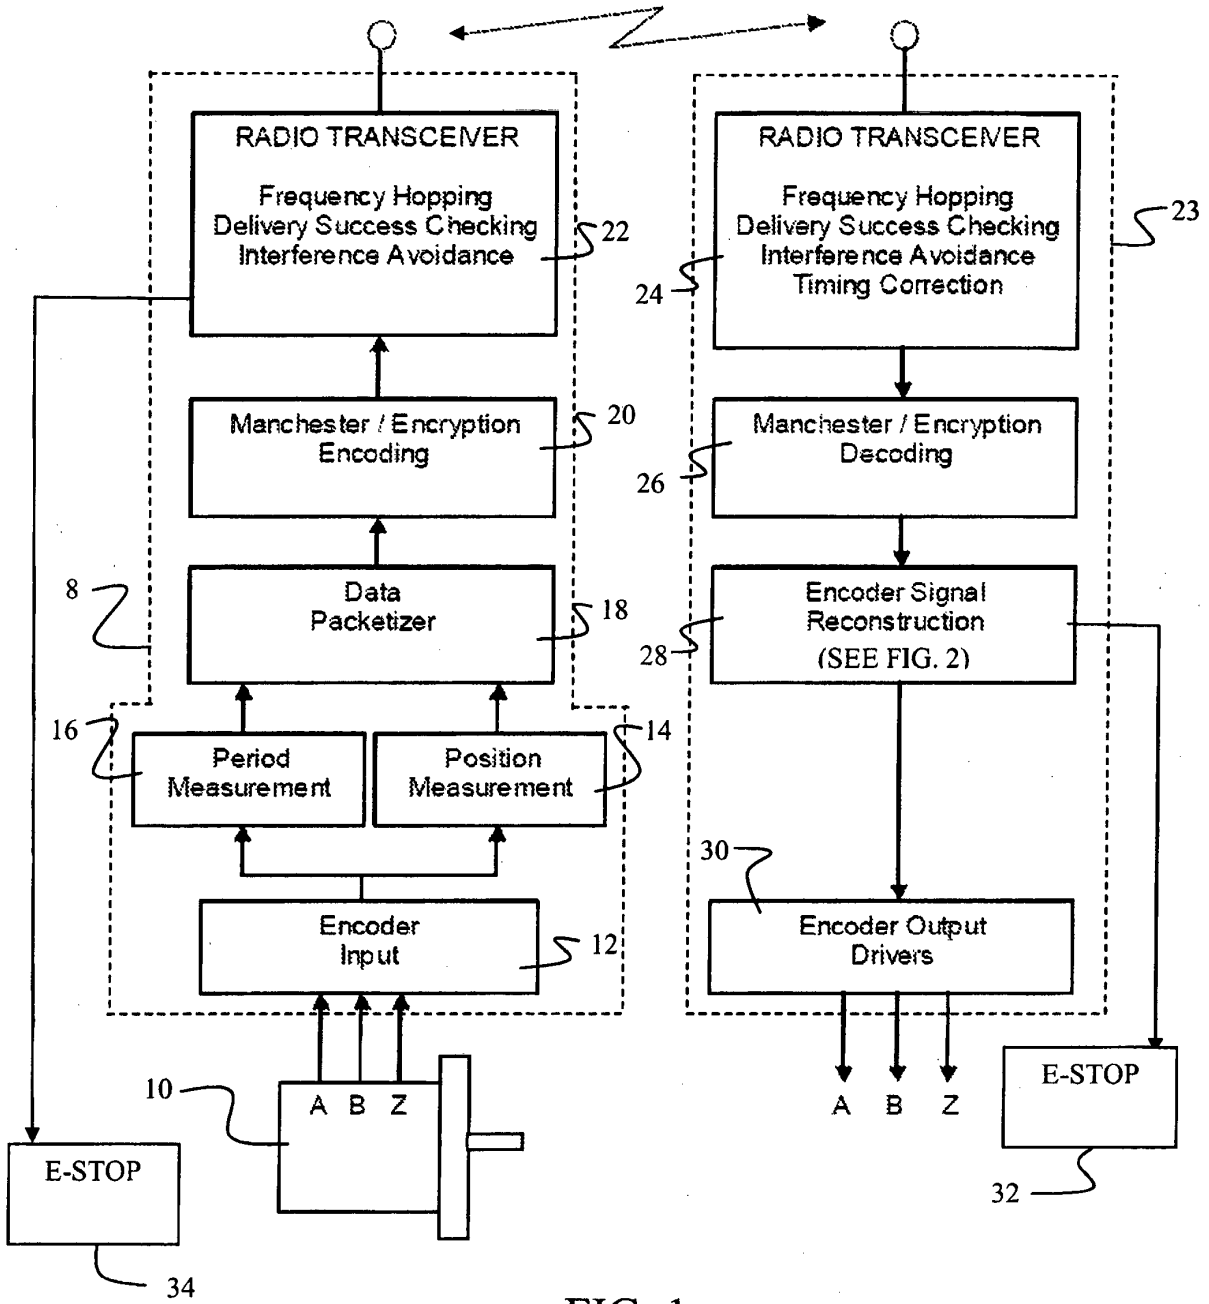 RADIO TRANSCEIVER
Frequency Hopping
Delivery Success Checking
Interference Avoidance
22
RADIO TRANSCEIVER
Frequency Hopping
Delivery Success Checking
Interference Avoidance
Timing Correction
24
23
Manchester / Encryption
Encoding
20
Manchester / Encryption
Decoding
26
8
Data
Packetizer
18
Encoder Signal
Reconstruction
(SEE FIG. 2)
28
16
Period
Measurement
Position
Measurement
14
Encoder
Input
12
30
Encoder Output
Drivers
10
A B Z
A B Z
E-STOP
32
E-STOP
34
FIG. 1